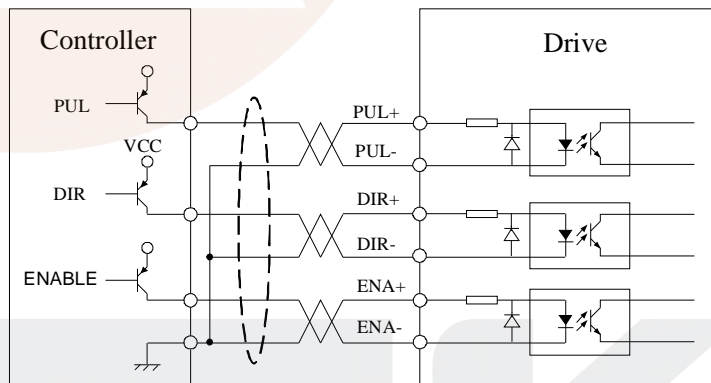 Controller
Drive
PUL
VCC
DIR
ENABLE
PUL+
PUL-
DIR+
DIR-
ENA+
ENA-